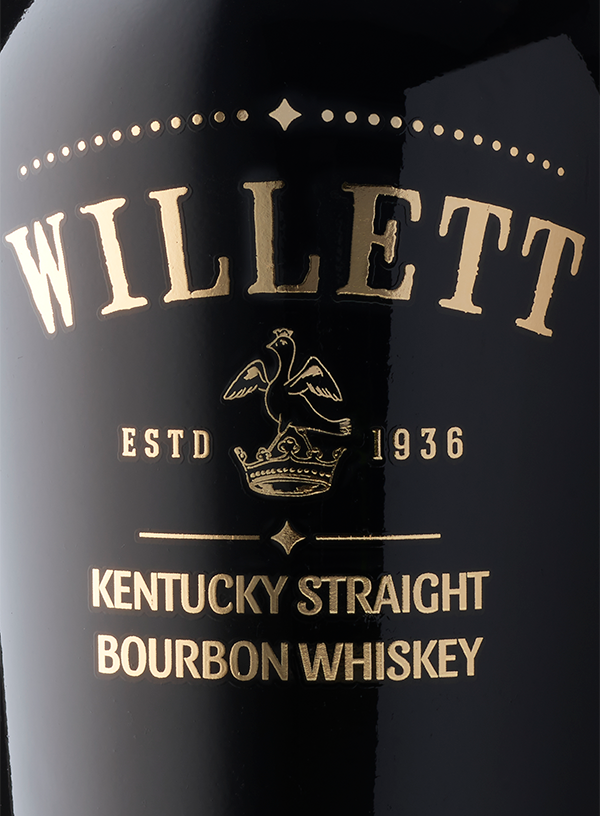 WILLETT
ESTD 1936
KENTUCKY STRAIGHT
BOURBON WHISKEY